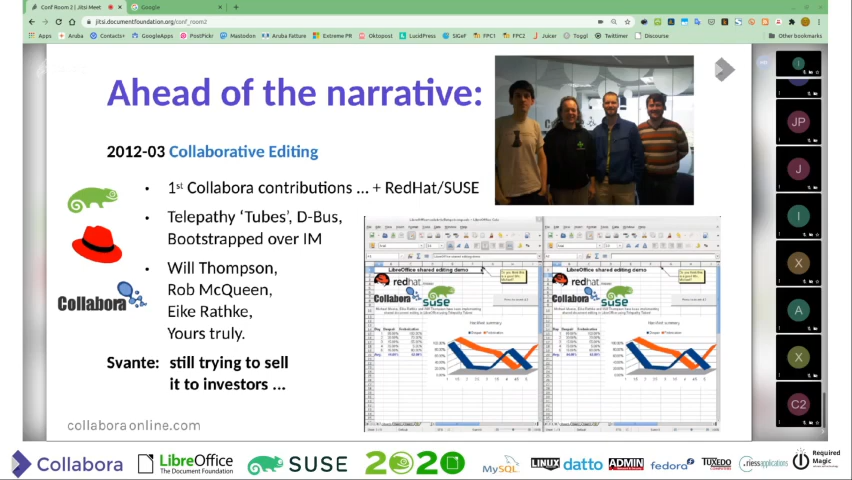 Conf Room 2 | Jitsi Meet
Google
jitsi.documentfoundation.org/conf_room2
Apps
Aruba
Contacts+
GoogleApps
PostPickr
Mastodon
Aruba Fatture
Extreme PR
Oktopost
LucidPress
SIGeF
FPC1
FPC2
Juicer
Toggl
Twittimer
Discourse
Other bookmarks
Ahead of the narrative:
2012-03 Collaborative Editing
• 1st Collabora contributions ... + RedHat/SUSE
• Telepathy 'Tubes', D-Bus,
Bootstrapped over IM
• Will Thompson,
Rob McQueen,
Eike Rathke,
Yours truly.
Svante: still trying to sell
it to investors ...
Collabora
LibreOffice shared editing demo
redhat
Collabora
SUSE
LibreOffice shared editing demo
redhat
Collabora
SUSE
collaboraonline.com
I
JP
J
I
X
A
X
C2
Collabora
LibreOffice
The Document Foundation
SUSE
2020
MySQL
LINUX
datto
ADMIN
fedora
TUXEDO
riessapplications
Required
Magic